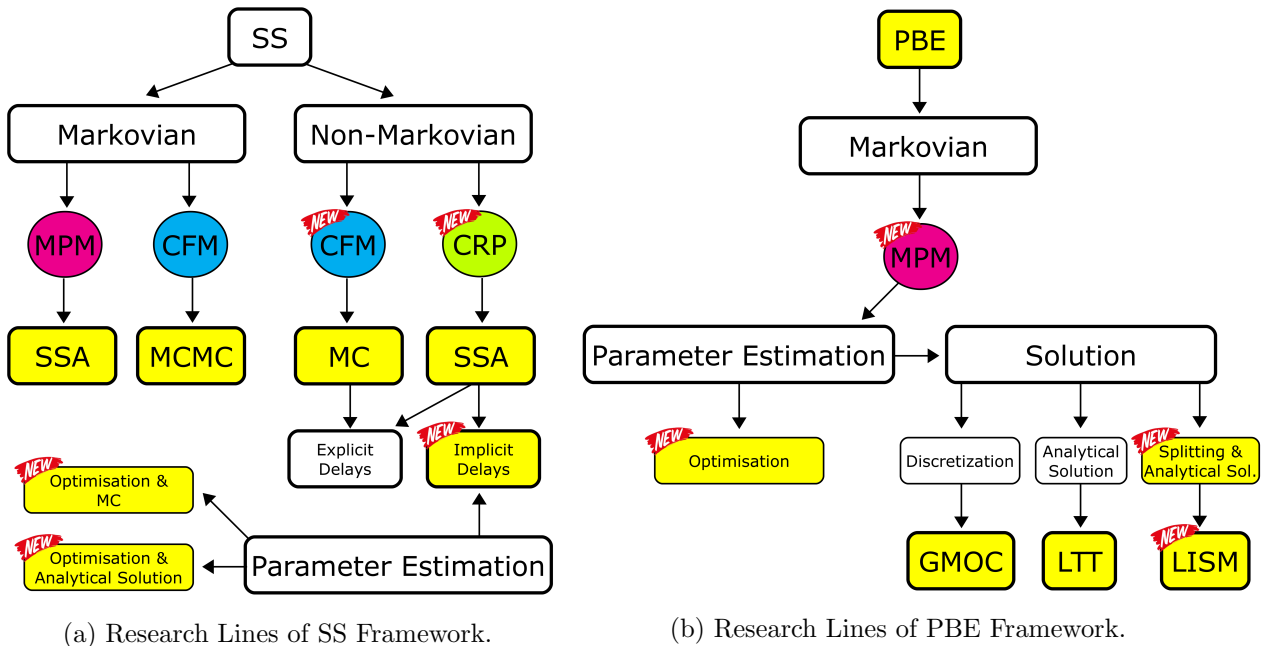 SS
Markovian
Non-Markovian
MPM
CFM
NEW
CFM
NEW
CRP
SSA
MCMC
MC
SSA
Explicit
Delays
NEW
Implicit
Delays
NEW
Optimisation &
MC
NEW
Optimisation &
Analytical Solution
Parameter Estimation
(a) Research Lines of SS Framework.
PBE
Markovian
NEW
MPM
Parameter Estimation
Solution
NEW
Optimisation
Discretization
Analytical
Solution
NEW
Splitting &
Analytical Sol.
GMOC
LTT
NEW
LISM
(b) Research Lines of PBE Framework.